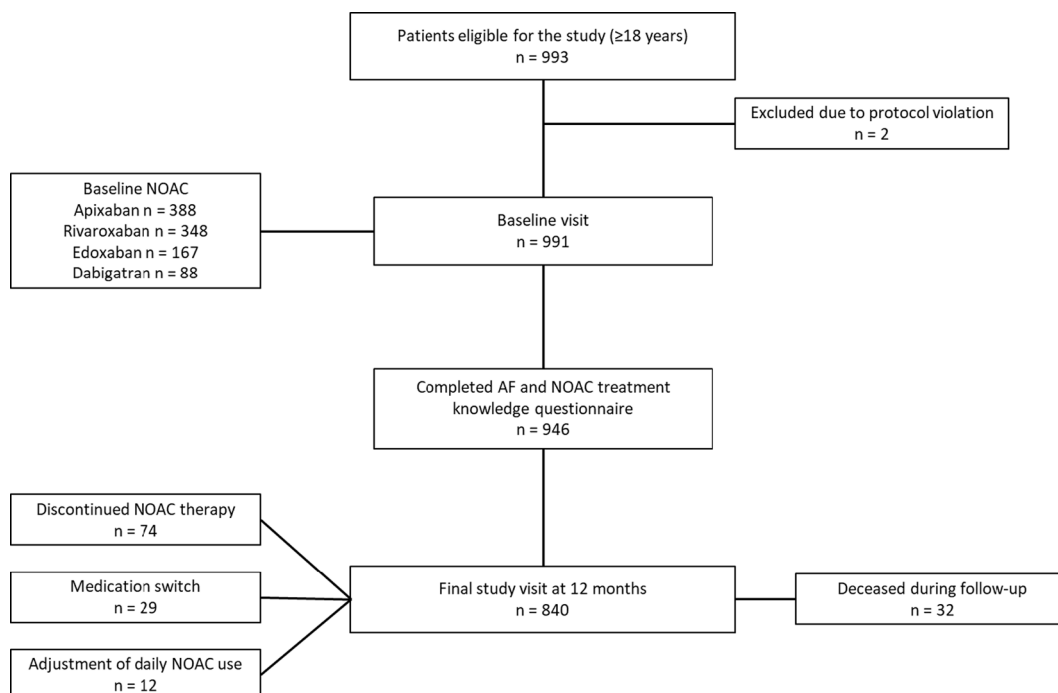 Patients eligible for the study (≥18 years)
n = 993
Excluded due to protocol violation
n = 2
Baseline NOAC
Apixaban n = 388
Rivaroxaban n = 348
Edoxaban n = 167
Dabigatran n = 88
Baseline visit
n = 991
Completed AF and NOAC treatment
knowledge questionnaire
n = 946
Discontinued NOAC therapy
n = 74
Medication switch
n = 29
Adjustment of daily NOAC use
n = 12
Final study visit at 12 months
n = 840
Deceased during follow-up
n = 32